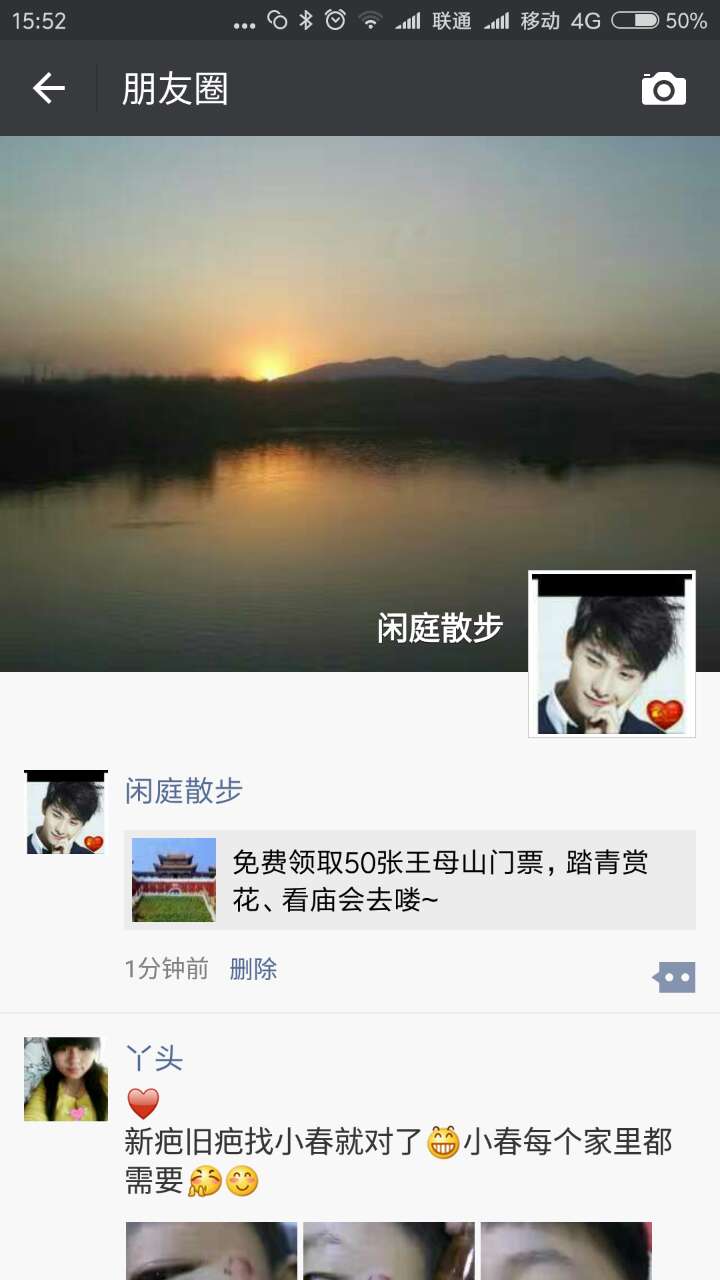 15:52 ... 联通 移动 4G 50%
朋友圈
闲庭散步
闲庭散步
免费领取50张王母山门票，踏青赏
花、看庙会去喽~
1分钟前 删除
丫头
❤️
新疤旧疤找小春就对了😁小春每个家里都
需要🤗😊